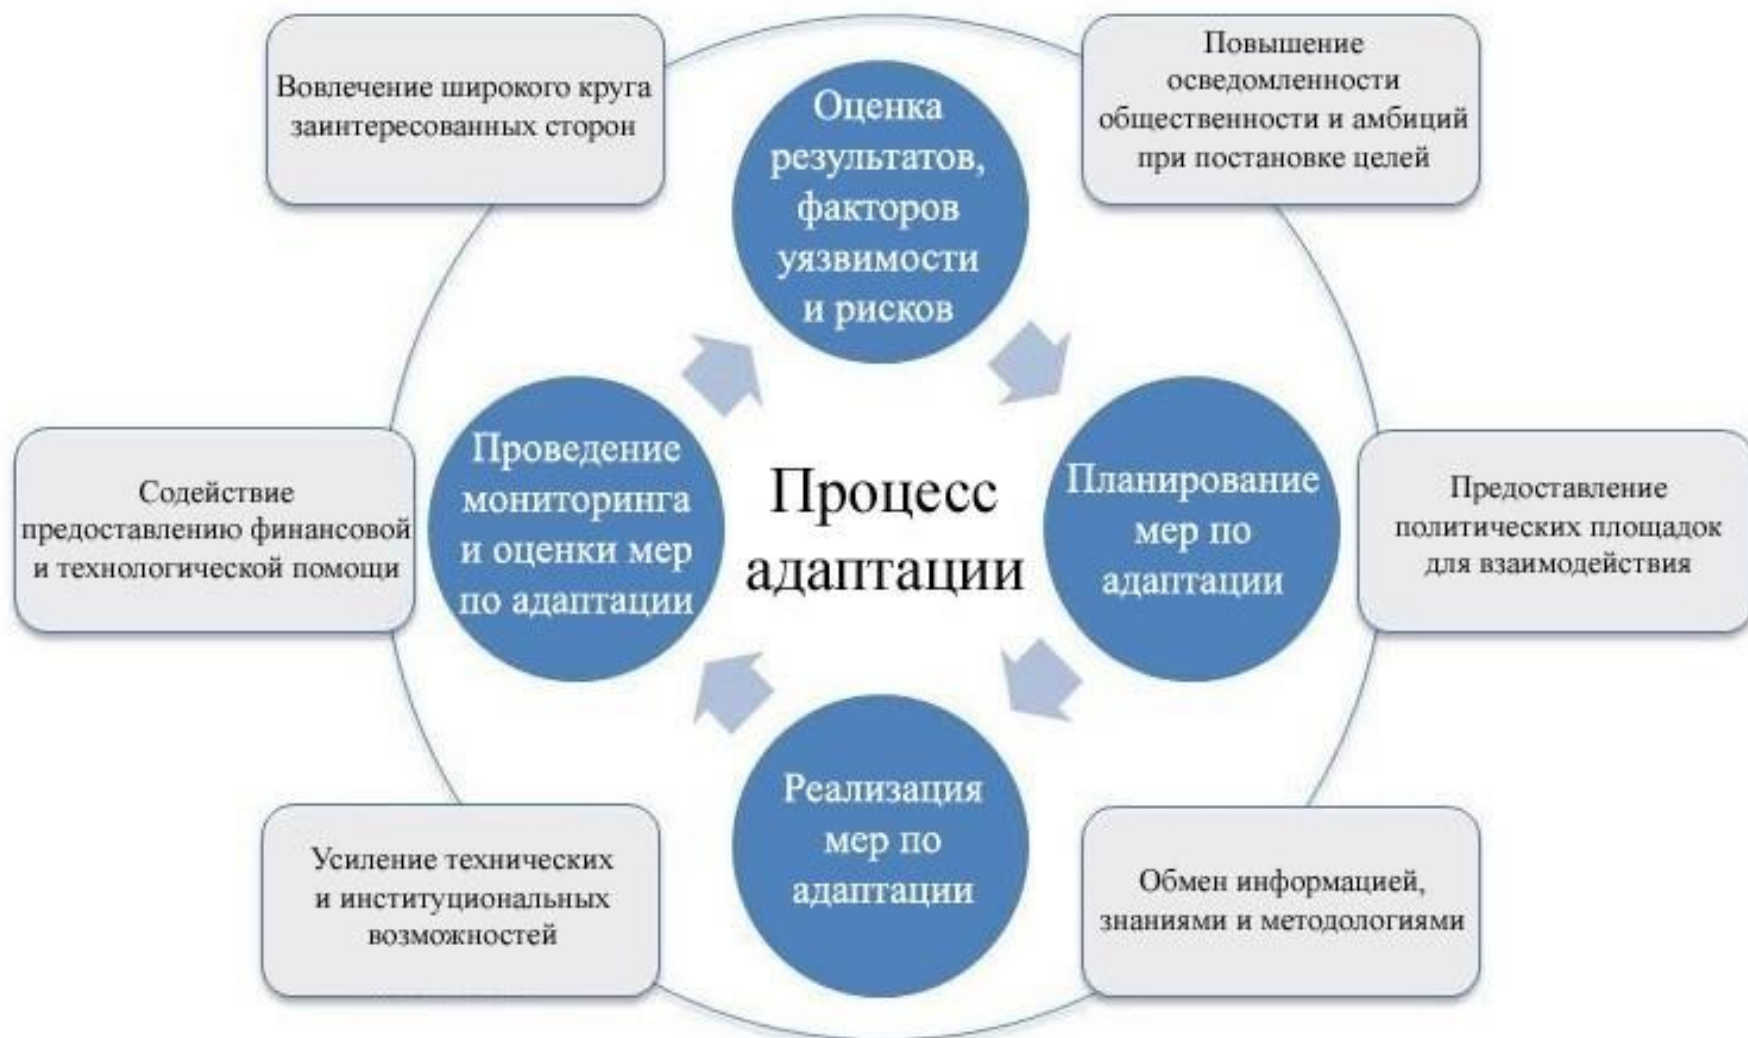 Вовлечение широкого круга
заинтересованных сторон
Оценка
результатов,
факторов
уязвимости
и рисков
Повышение
осведомленности
общественности и амбиций
при постановке целей
Содействие
предоставлению финансовой
и технологической помощи
Проведение
мониторинга
и оценки мер
по адаптации
Процесс
адаптации
Планирование
мер по
адаптации
Предоставление
политических площадок
для взаимодействия
Усиление технических
и институциональных
возможностей
Реализация
мер по
адаптации
Обмен информацией,
знаниями и методологиями